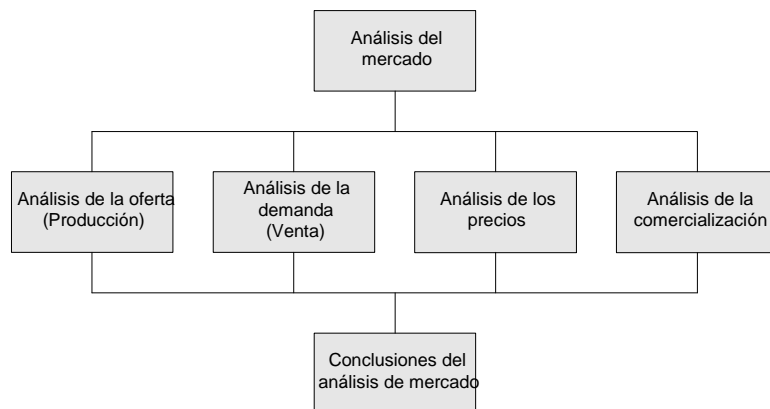 Análisis del
mercado
Análisis de la oferta
(Producción)
Análisis de la
demanda
(Venta)
Análisis de los
precios
Análisis de la
comercialización
Conclusiones del
análisis de mercado